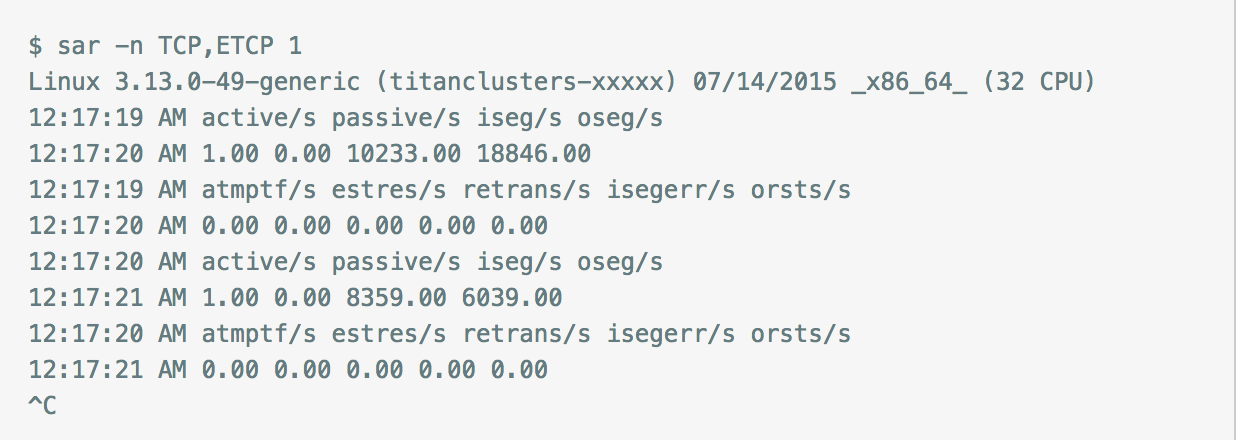 $ sar -n TCP,ETCP 1
Linux 3.13.0-49-generic (titanclusters-xxxxx) 07/14/2015 _x86_64_ (32 CPU)
12:17:19 AM active/s passive/s iseg/s oseg/s
12:17:20 AM 1.00 0.00 10233.00 18846.00
12:17:19 AM atmptf/s estres/s retrans/s isegerr/s orsts/s
12:17:20 AM 0.00 0.00 0.00 0.00 0.00
12:17:20 AM active/s passive/s iseg/s oseg/s
12:17:21 AM 1.00 0.00 8359.00 6039.00
12:17:20 AM atmptf/s estres/s retrans/s isegerr/s orsts/s
12:17:21 AM 0.00 0.00 0.00 0.00 0.00
^C